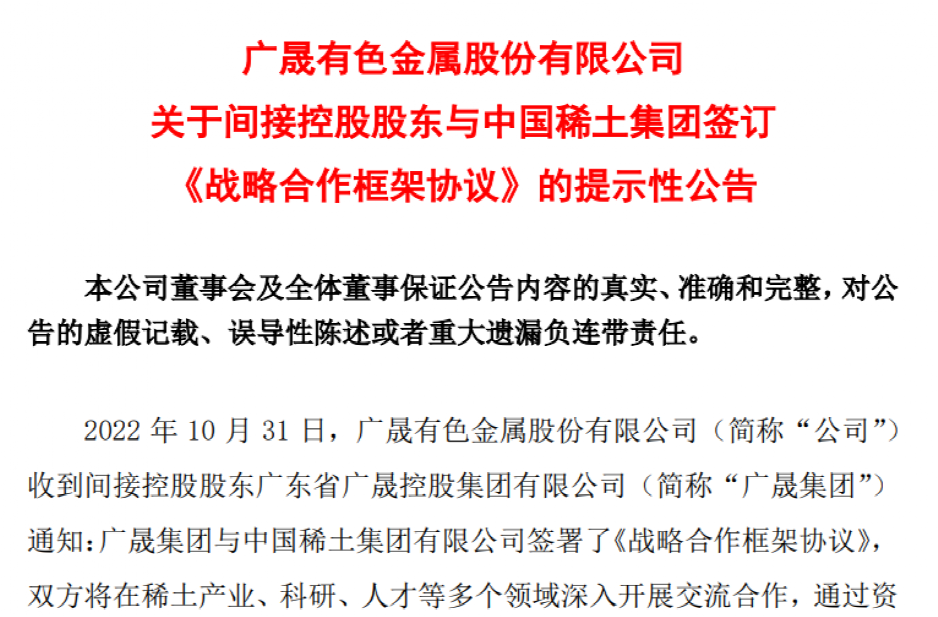 广晟有色金属股份有限公司
关于间接控股股东与中国稀土集团签订
《战略合作框架协议》的提示性公告
本公司董事会及全体董事保证公告内容的真实、准确和完整，对公
告的虚假记载、误导性陈述或者重大遗漏负连带责任。
2022 年 10 月 31 日，广晟有色金属股份有限公司（简称“公司”）
收到间接控股股东广东省广晟控股集团有限公司（简称“广晟集团”）
通知：广晟集团与中国稀土集团有限公司签署了《战略合作框架协议》，
双方将在稀土产业、科研、人才等多个领域深入开展交流合作，通过资